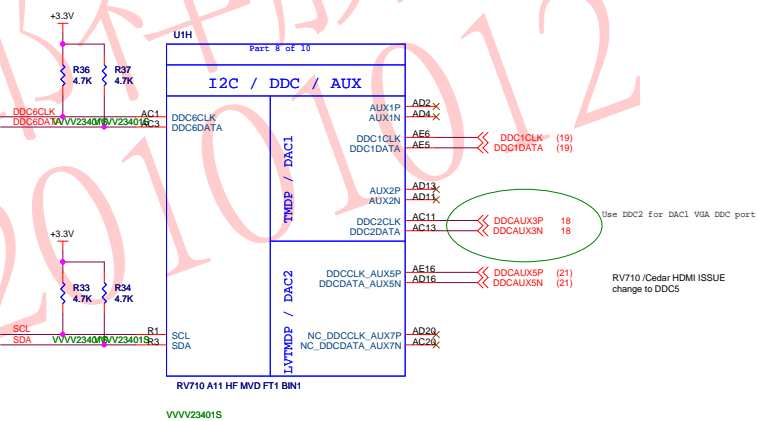 +3.3V
U1H
Part 8 of 10
R36
4.7K
R37
4.7K
I2C / DDC / AUX
DDC6CLK
DDC6DATA
VVVV23401S
VVVV23401S
AC1
AC3
DDC6CLK
DDC6DATA
AUX1P
AUX1N
AD2
AD4
DDC1CLK
DDC1DATA
AE6
AE5
DDC1CLK (19)
DDC1DATA (19)
TMDP / DAC1
AUX2P
AUX2N
AD13
AD11
DDC2CLK
DDC2DATA
AC11
AC13
DDCAUX3P 18
DDCAUX3N 18
Use DDC2 for DAC1 VGA DDC port
+3.3V
R33
4.7K
R34
4.7K
LVTMDP / DAC2
DDCCLK_AUX5P
DDCDATA_AUX5N
AE16
AD16
DDCAUX5P (21)
DDCAUX5N (21)
RV710 /Cedar HDMI ISSUE
change to DDC5
SCL
SDA
VVVV23401S
VVVV23401S
R1
R3
SCL
SDA
NC_DDCCLK_AUX7P
NC_DDCDATA_AUX7N
AD20
AC20
RV710 A11 HF MVD FT1 BIN1
VVVV23401S
20101012